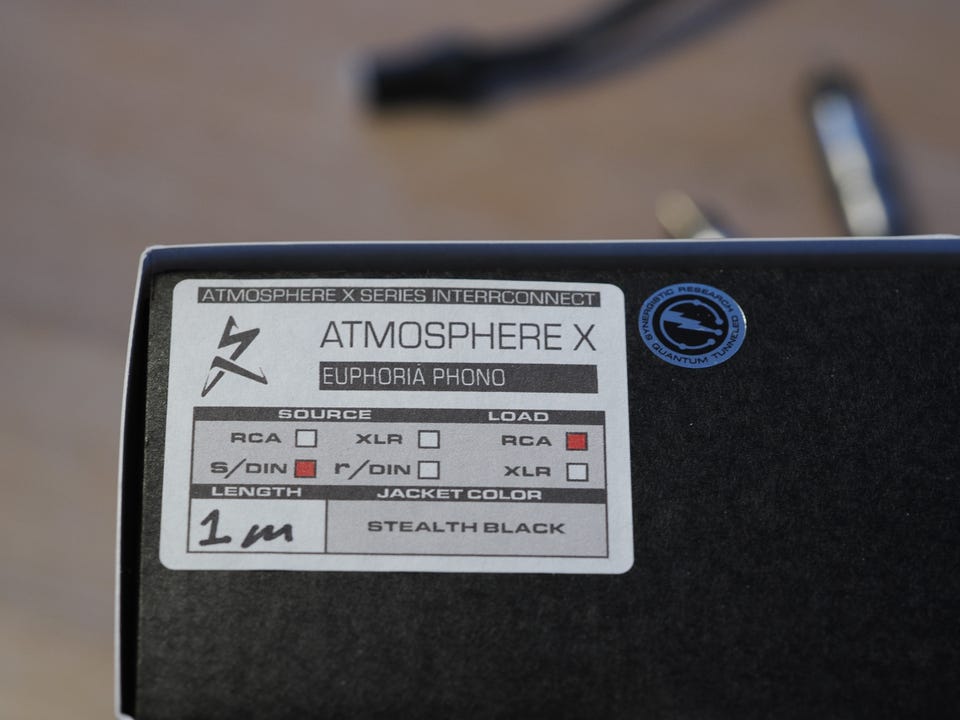 ATMOSPHERE X SERIES INTERRCONNECT
ATMOSPHERE X
EUPHORIA PHONO
SOURCE LOAD
RCA XLR RCA
S/DIN r/DIN XLR
LENGTH JACKET COLOR
1m STEALTH BLACK
SYNERGISTIC RESEARCH
QUANTUM TUNNELED